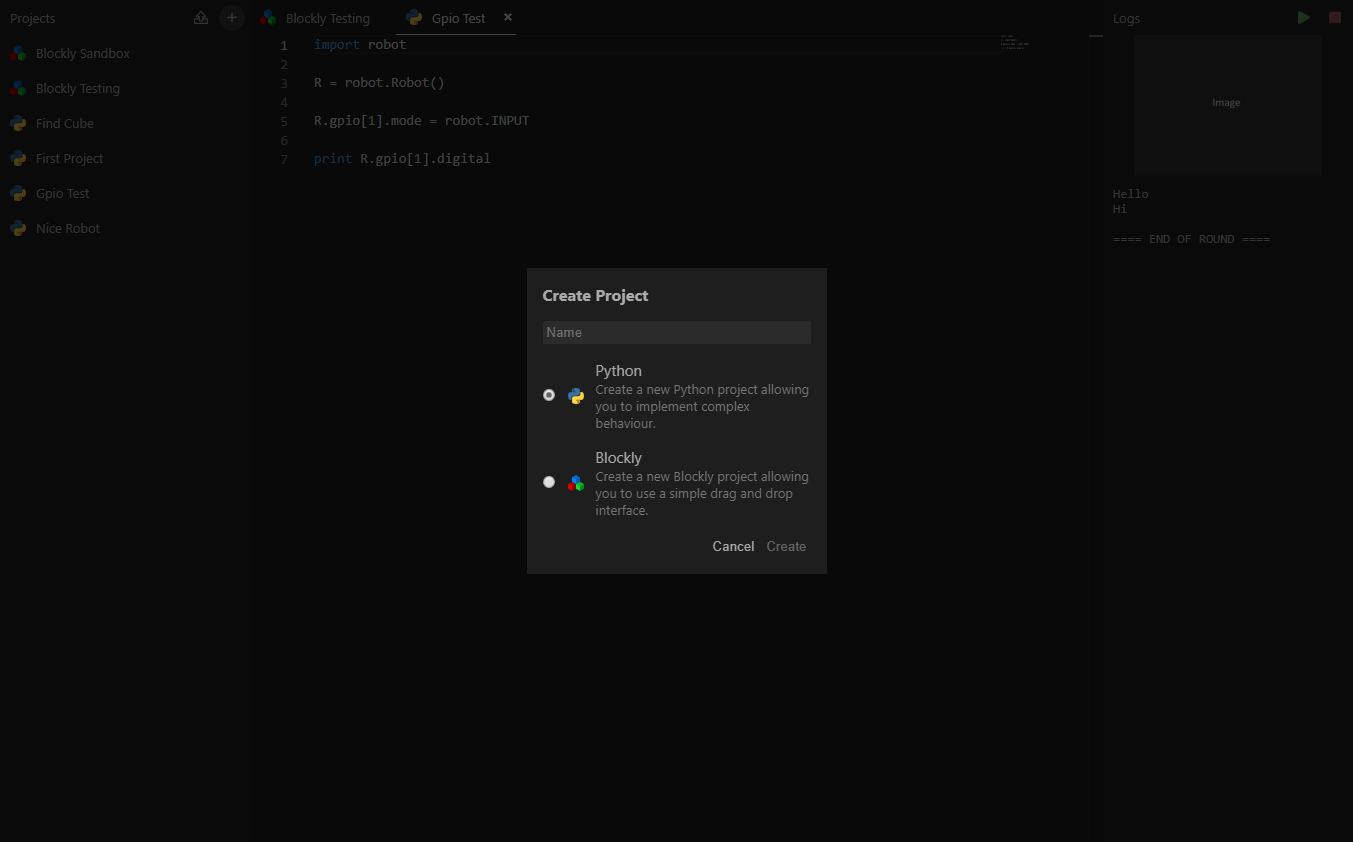 Projects
Blockly Sandbox
Blockly Testing
Find Cube
First Project
Gpio Test
Nice Robot
Blockly Testing
Gpio Test
1 import robot
2
3 R = robot.Robot()
4
5 R.gpio[1].mode = robot.INPUT
6
7 print R.gpio[1].digital
Create Project
Name
Python
Create a new Python project allowing
you to implement complex
behaviour.
Blockly
Create a new Blockly project allowing
you to use a simple drag and drop
interface.
Cancel Create
Logs
Image
Hello
Hi
==== END OF ROUND ====